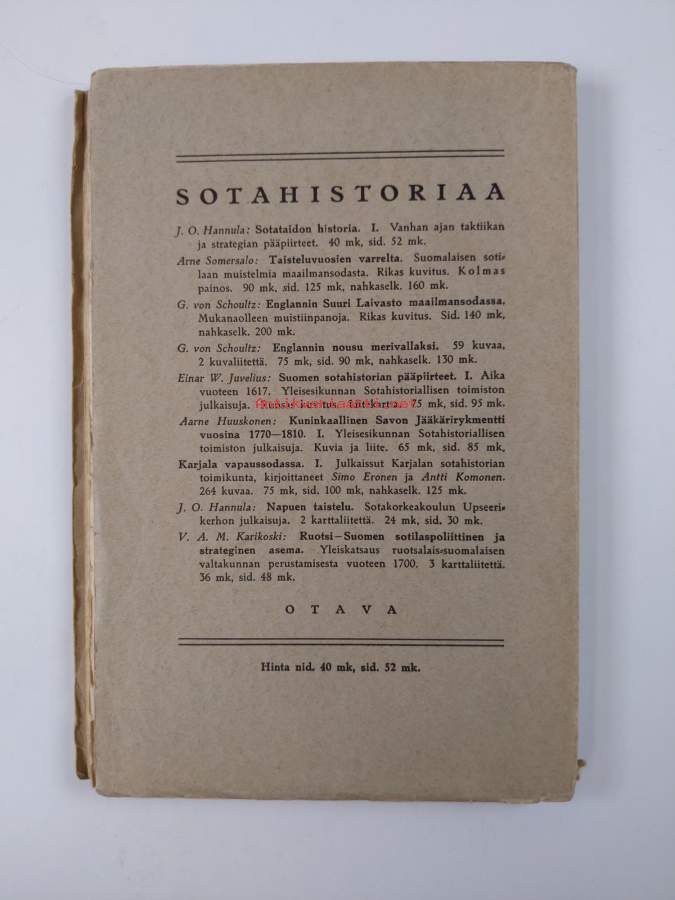 SOTAHISTORIAA
J. O. Hannula: Sotataidon historia. I. Vanhan ajan taktiikan
ja strategian pääpiirteet. 40 mk, sid. 52 mk.
Arne Somersalo: Taisteluvuosien varrelta. Suomalaisen soti-
laan muistelmia maailmansodasta. Rikas kuvitus. Kolmas
painos. 90 mk, sid. 125 mk, nahkaselk. 160 mk.
G. von Schoultz: Englannin Suuri Laivasto maailmansodassa.
Mukanaolleen muistiinpanoja. Rikas kuvitus. Sid. 140 mk,
nahkaselk. 200 mk.
G. von Schoultz: Englannin nousu merivallaksi. 59 kuvaa,
2 kuvaliitettä. 75 mk, sid. 90 mk, nahkaselk. 130 mk.
Einar W. Juvelius: Suomen sotahistorian pääpiirteet. I. Aika
vuoteen 1617. Yleisesikunnan Sotahistoriallisen toimiston
julkaisuja. 75 mk, sid. 95 mk.
Aarne Huuskonen: Kuninkaallinen Savon Jääkärirykmentti
vuosina 1770—1810. I. Yleisesikunnan Sotahistoriallisen
toimiston julkaisuja. Kuvia ja liite. 65 mk, sid. 85 mk,
Karjala vapaussodassa. I. Julkaissut Karjalan sotahistorian
toimikunta, kirjoittaneet Simo Eronen ja Antti Komonen.
264 kuvaa. 75 mk, sid. 100 mk, nahkaselk. 125 mk.
J. O. Hannula: Napuen taistelu. Sotakorkeakoulun Upseeri-
kerhon julkaisuja. 2 karttaliitettä. 24 mk, sid. 30 mk.
V. A. M. Karikoski: Ruotsi—Suomen sotilaspoliittinen ja
strateginen asema. Yleiskatsaus ruotsalais-suomalaisen
valtakunnan perustamisesta vuoteen 1700. 3 karttaliitettä.
36 mk, sid. 48 mk.
OTAVA
Hinta nid. 40 mk, sid. 52 mk.